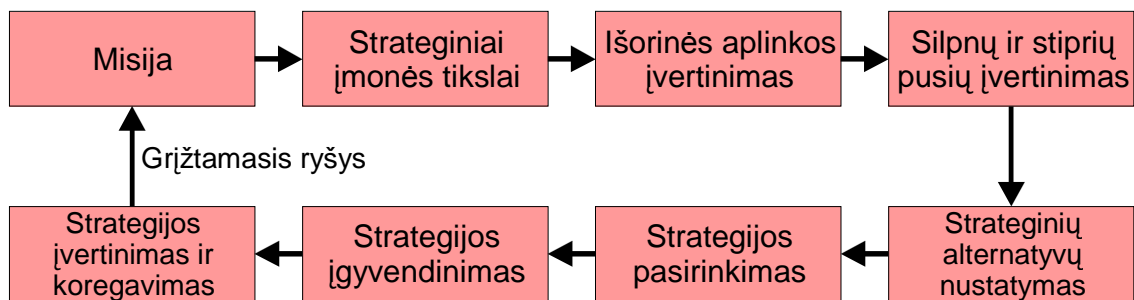 Misija
Strateginiai
įmonės tikslai
Išorinės aplinkos
įvertinimas
Silpnų ir stiprių
pusių įvertinimas
Grįžtamasis ryšys
Strategijos
įvertinimas ir
koregavimas
Strategijos
įgyvendinimas
Strategijos
pasirinkimas
Strateginių
alternatyvų
nustatymas